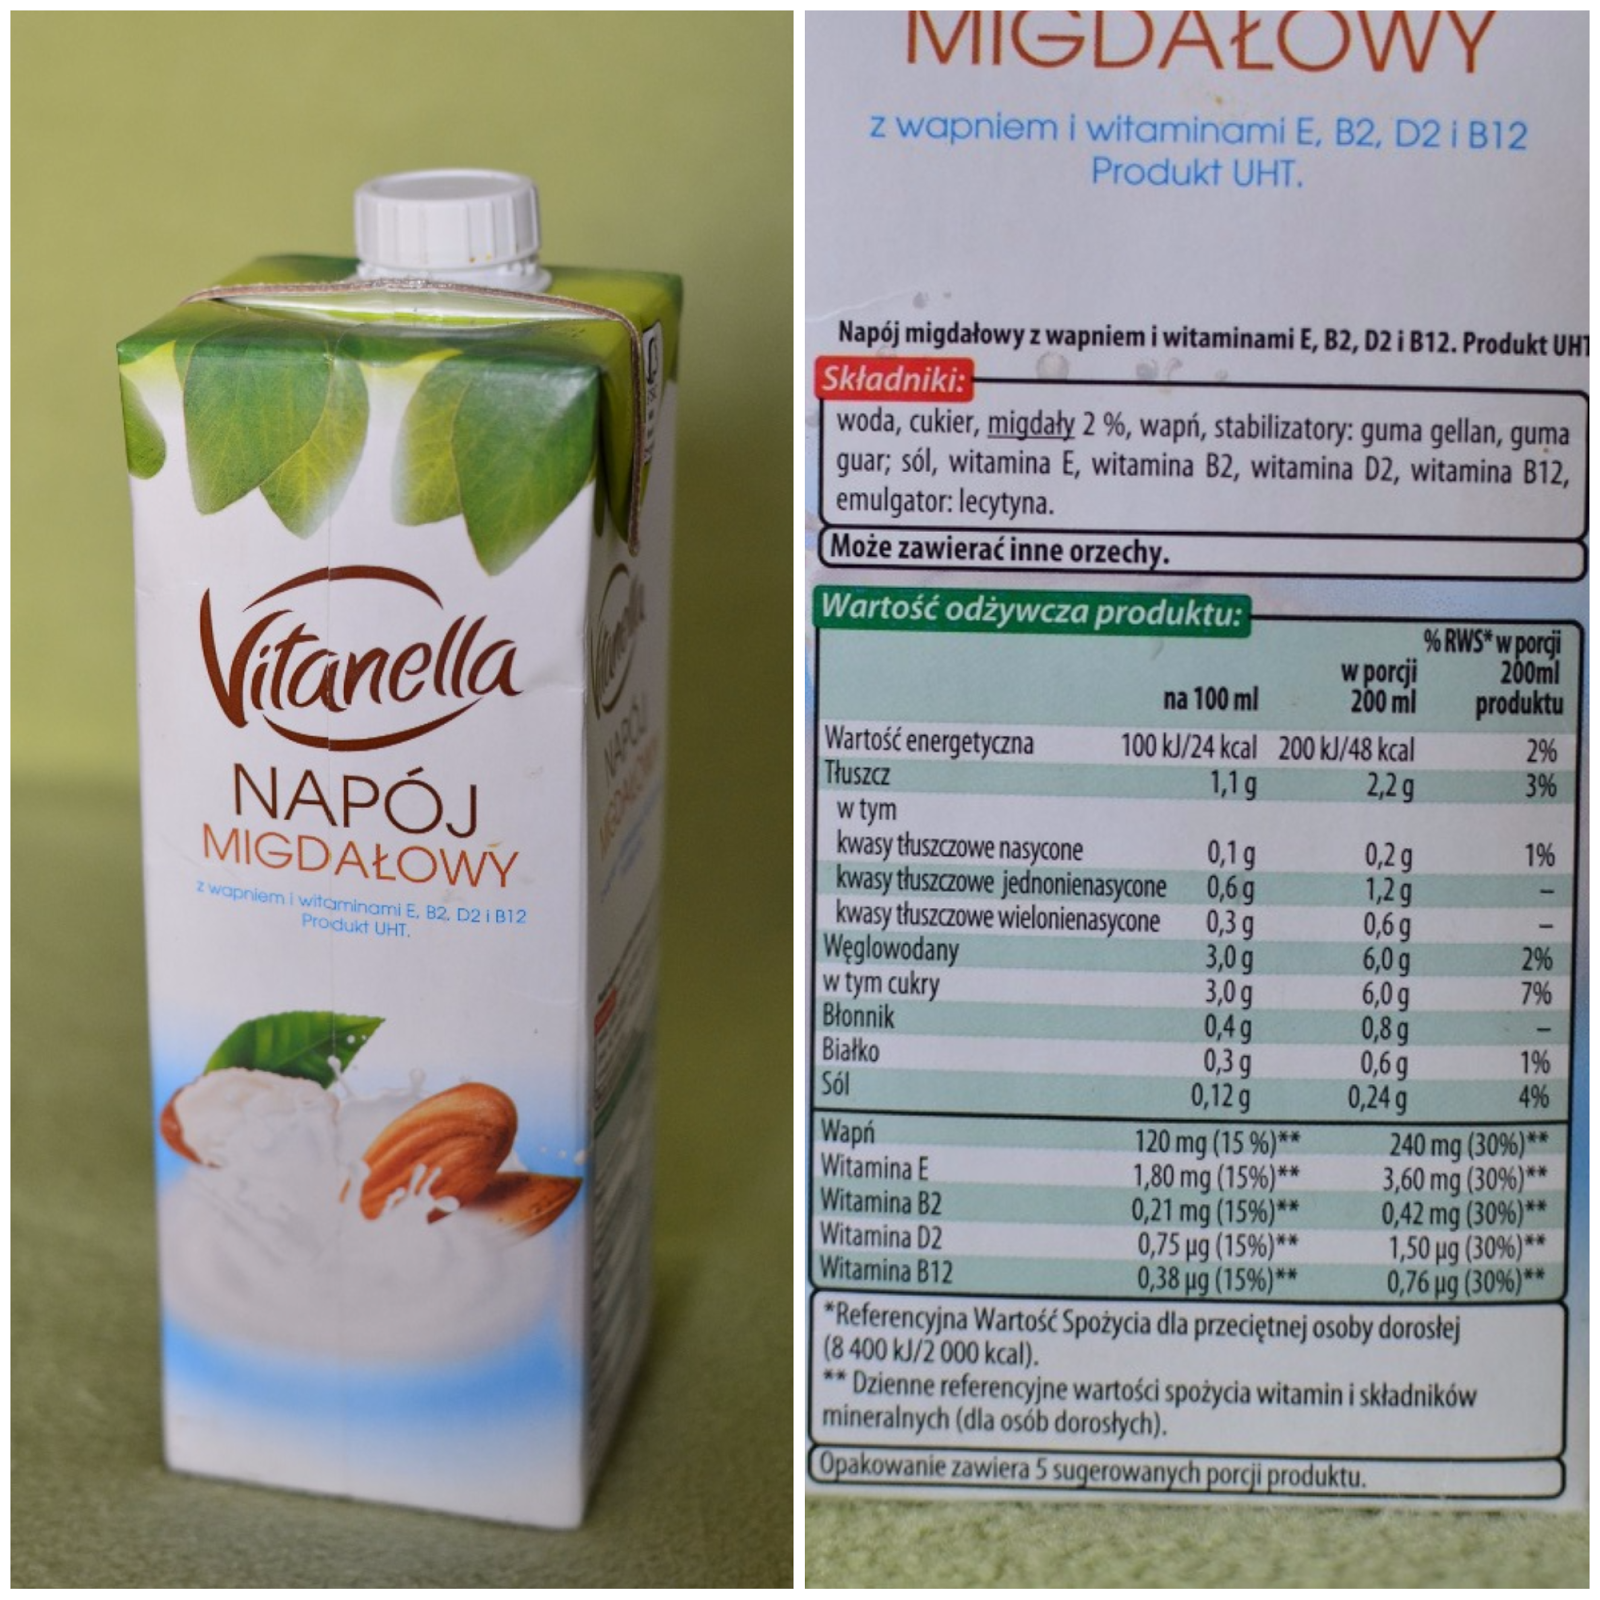 Vitanella
NAPÓJ
MIGDAŁOWY
z wapniem i witaminami E, B2, D2 i B12
Produkt UHT.
MIGDAŁOWY
z wapniem i witaminami E, B2, D2 i B12
Produkt UHT.
Napój migdałowy z wapniem i witaminami E, B2, D2 i B12. Produkt UHT
Składniki:
woda, cukier, migdały 2 %, wapń, stabilizatory: guma gellan, guma
guar; sól, witamina E, witamina B2, witamina D2, witamina B12,
emulgator: lecytyna.
Może zawierać inne orzechy.
Wartość odżywcza produktu:
na 100 ml w porcji 200 ml % RWS* w porcji 200ml produktu
Wartość energetyczna 100 kJ/24 kcal 200 kJ/48 kcal 2%
Tłuszcz 1,1 g 2,2 g 3%
w tym
kwasy tłuszczowe nasycone 0,1 g 0,2 g 1%
kwasy tłuszczowe jednonienasycone 0,6 g 1,2 g –
kwasy tłuszczowe wielonienasycone 0,3 g 0,6 g –
Węglowodany 3,0 g 6,0 g 2%
w tym cukry 3,0 g 6,0 g 7%
Błonnik 0,4 g 0,8 g –
Białko 0,3 g 0,6 g 1%
Sól 0,12 g 0,24 g 4%
Wapń 120 mg (15 %)** 240 mg (30%)**
Witamina E 1,80 mg (15%)** 3,60 mg (30%)**
Witamina B2 0,21 mg (15%)** 0,42 mg (30%)**
Witamina D2 0,75 µg (15%)** 1,50 µg (30%)**
Witamina B12 0,38 µg (15%)** 0,76 µg (30%)**
*Referencyjna Wartość Spożycia dla przeciętnej osoby dorosłej
(8 400 kJ/2 000 kcal).
** Dzienne referencyjne wartości spożycia witamin i składników
mineralnych (dla osób dorosłych).
Opakowanie zawiera 5 sugerowanych porcji produktu.